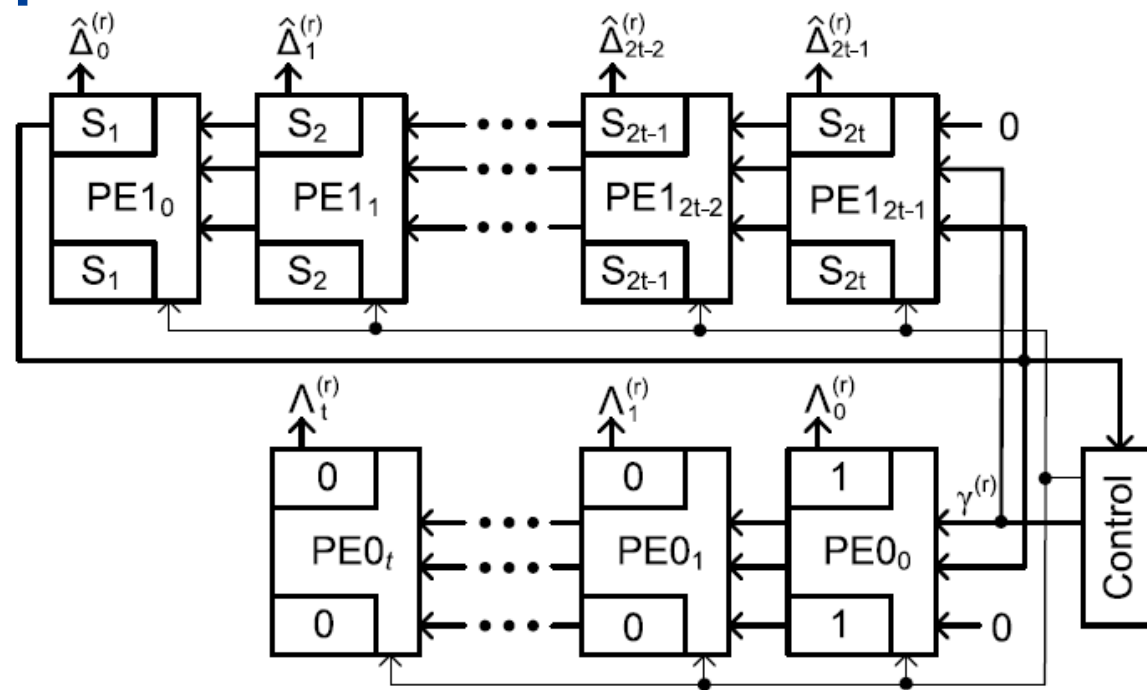 Δ̂₀⁽ʳ⁾ Δ̂₁⁽ʳ⁾ Δ̂₂ₜ₋₂⁽ʳ⁾ Δ̂₂ₜ₋₁⁽ʳ⁾
S₁ S₂ S₂ₜ₋₁ S₂ₜ 0
PE1₀ PE1₁ PE1₂ₜ₋₂ PE1₂ₜ₋₁
S₁ S₂ S₂ₜ₋₁ S₂ₜ
Λₜ⁽ʳ⁾ Λ₁⁽ʳ⁾ Λ₀⁽ʳ⁾
0 0 1
γ⁽ʳ⁾
PE0ₜ PE0₁ PE0₀ Control
0 0 1 0